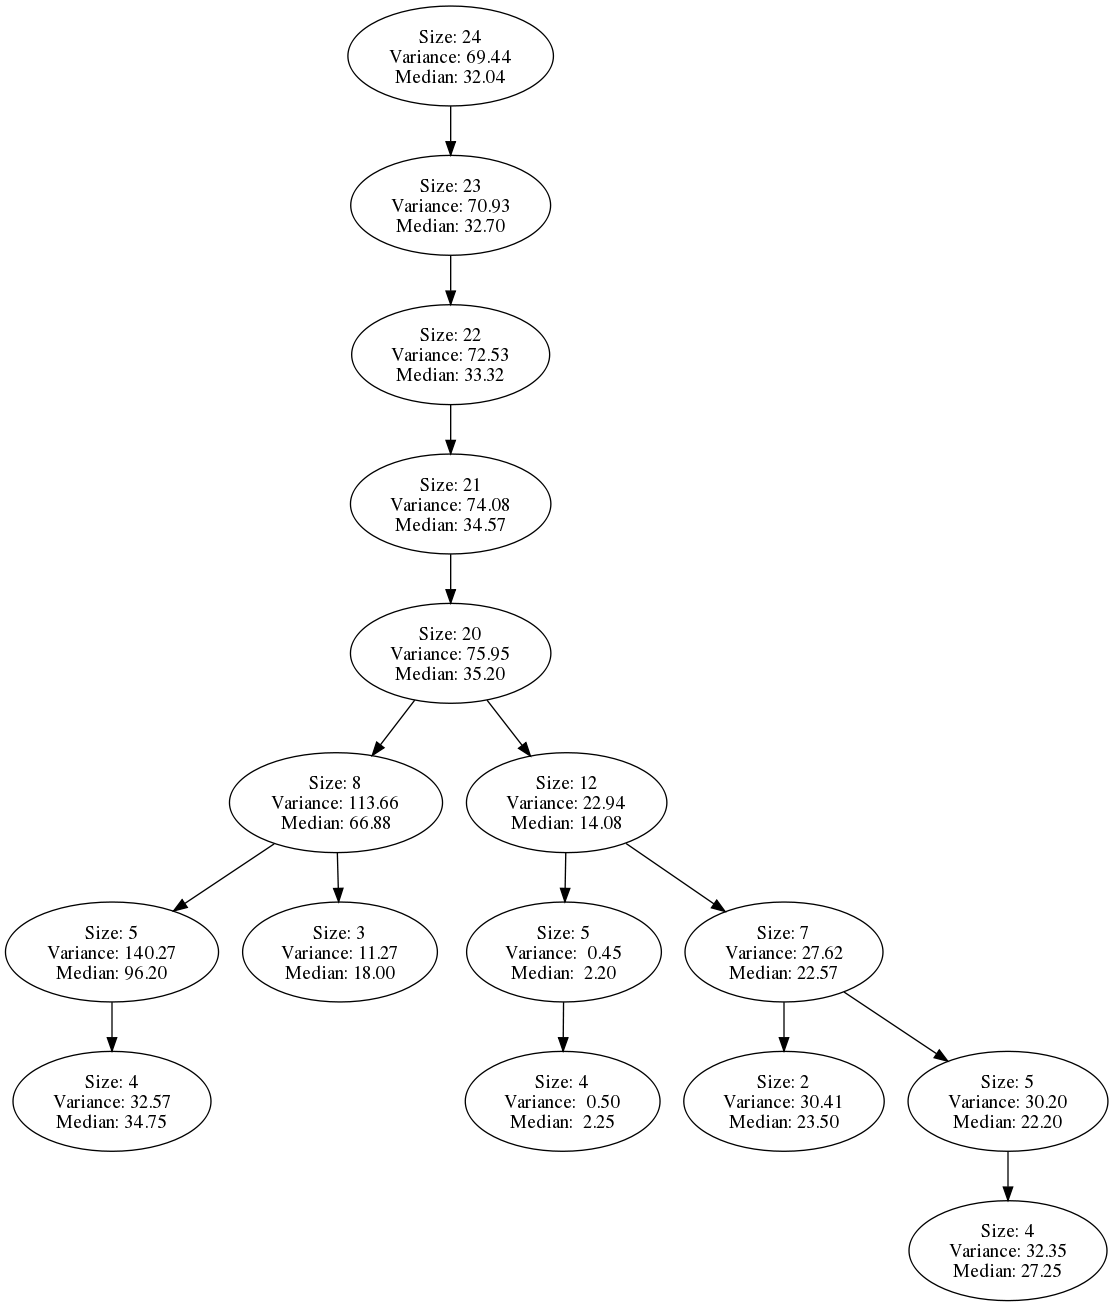 Size: 24
Variance: 69.44
Median: 32.04
Size: 23
Variance: 70.93
Median: 32.70
Size: 22
Variance: 72.53
Median: 33.32
Size: 21
Variance: 74.08
Median: 34.57
Size: 20
Variance: 75.95
Median: 35.20
Size: 8
Variance: 113.66
Median: 66.88
Size: 12
Variance: 22.94
Median: 14.08
Size: 5
Variance: 140.27
Median: 96.20
Size: 3
Variance: 11.27
Median: 18.00
Size: 5
Variance: 0.45
Median: 2.20
Size: 7
Variance: 27.62
Median: 22.57
Size: 4
Variance: 32.57
Median: 34.75
Size: 4
Variance: 0.50
Median: 2.25
Size: 2
Variance: 30.41
Median: 23.50
Size: 5
Variance: 30.20
Median: 22.20
Size: 4
Variance: 32.35
Median: 27.25